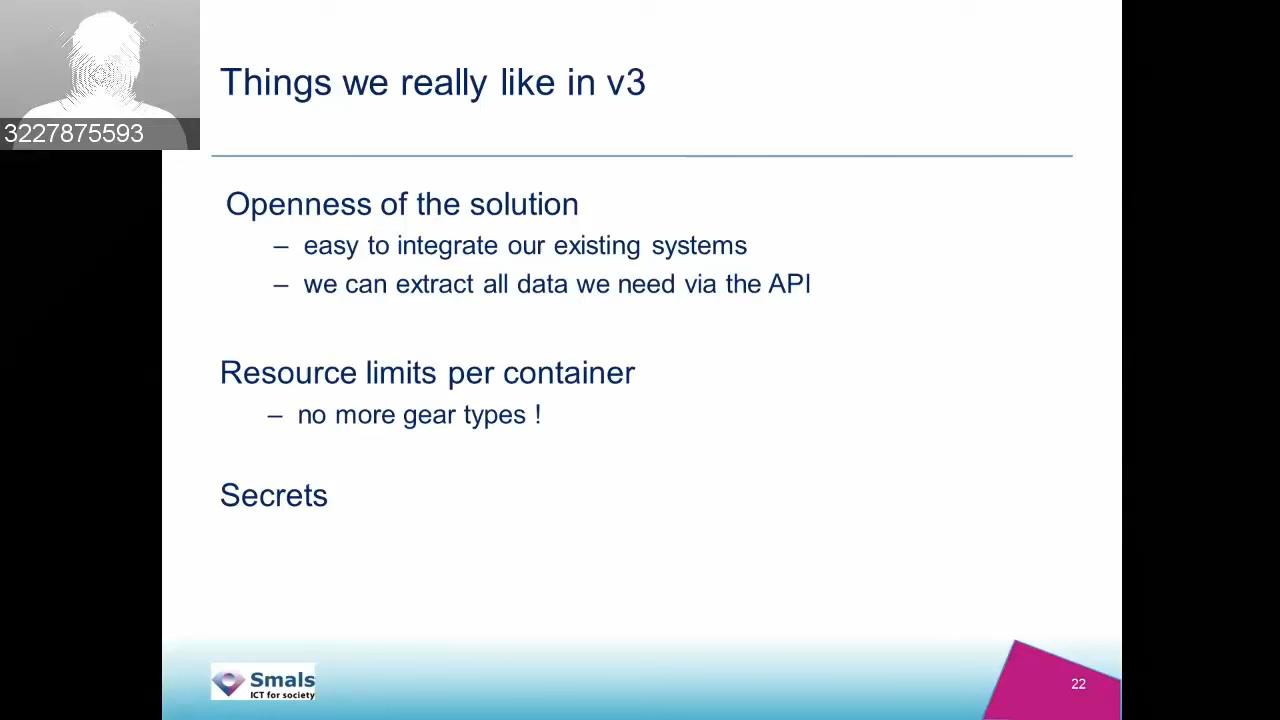 3227875593
Things we really like in v3
Openness of the solution
– easy to integrate our existing systems
– we can extract all data we need via the API
Resource limits per container
– no more gear types !
Secrets
Smals
ICT for society
22